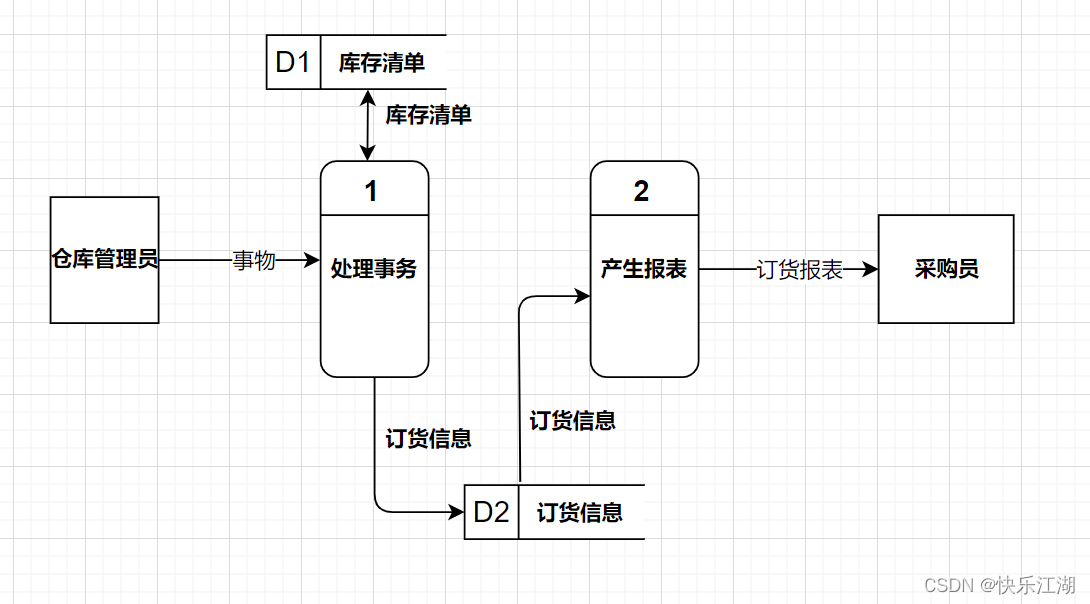 D1 库存清单
库存清单
1
2
仓库管理员
事物
处理事务
产生报表
订货报表
采购员
订货信息
订货信息
D2 订货信息
CSDN @快乐江湖